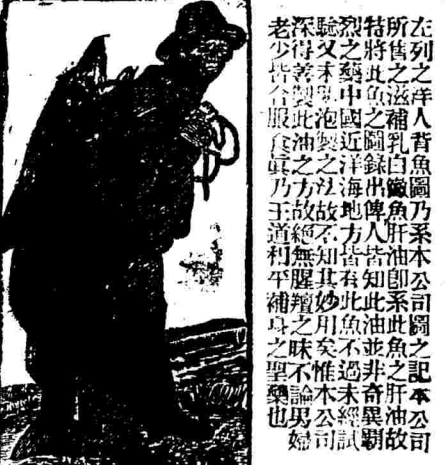 左列之洋人背魚圖乃系本公司圖之記本公司
所售之滋補乳白鰵魚肝油卽系此魚之肝油故
特將此魚之圖錄出俾人皆知此油並非奇異覇
烈之藥中國近洋海地方皆有此魚不過未經試
驗又未熟泡製之法故不知其妙用矣惟本公司
深得善製此油之方故絕無腥羶之味不論男婦
老少皆合服食眞乃王道利平補身之聖藥也